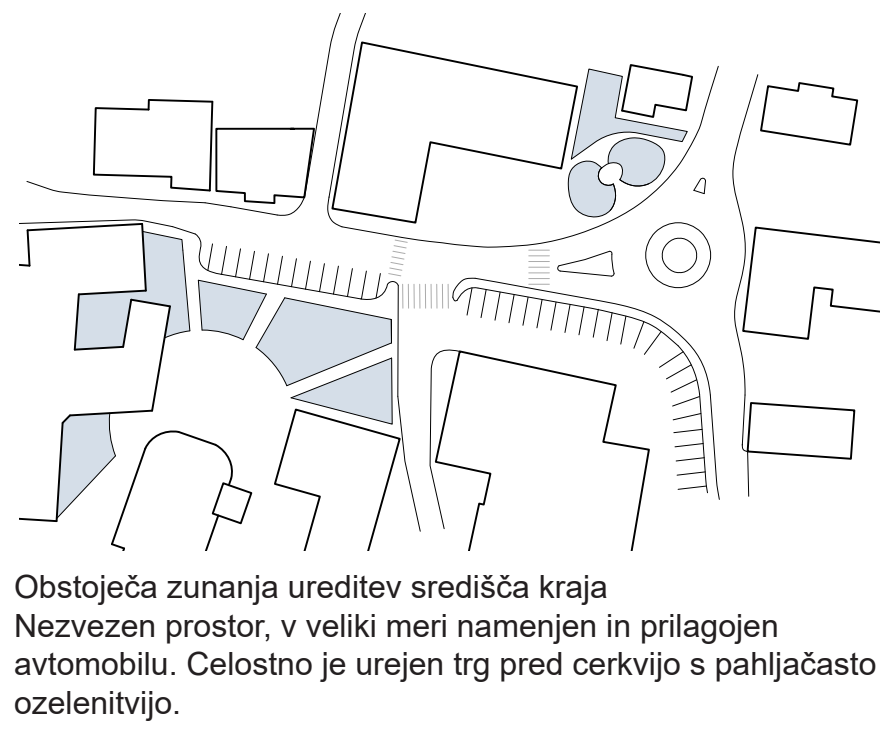 Obstoječa zunanja ureditev središča kraja
Nezvezen prostor, v veliki meri namenjen in prilagojen
avtomobilu. Celostno je urejen trg pred cerkvijo s pahljačasto
ozelenitvijo.